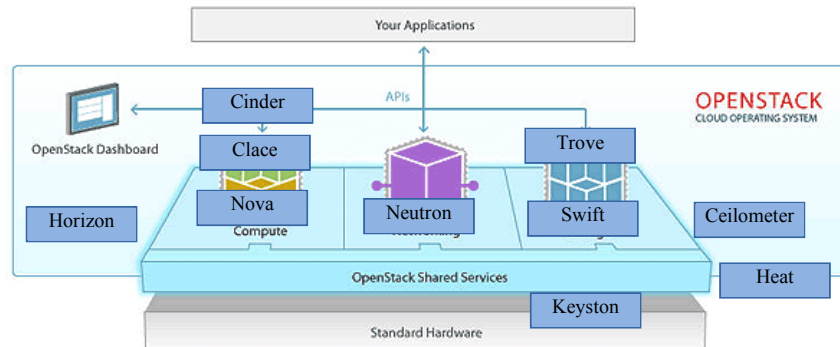 Your Applications
Cinder
APIs
OPENSTACK
CLOUD OPERATING SYSTEM
OpenStack Dashboard
Clace
Trove
Horizon
Nova
Neutron
Swift
Ceilometer
Compute
OpenStack Shared Services
Heat
Keyston
Standard Hardware